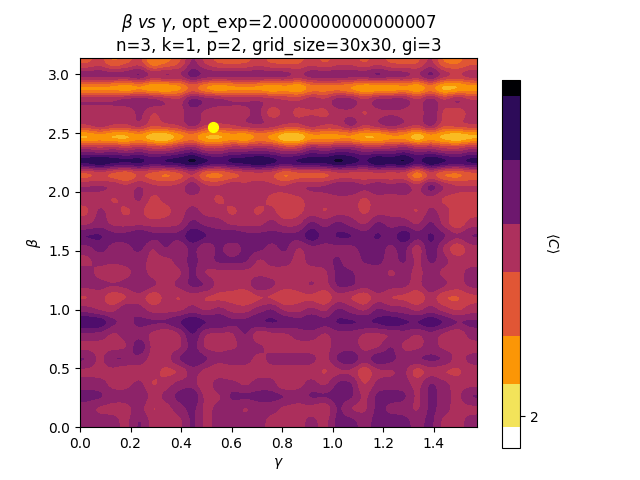 β vs γ, opt_exp=2.000000000000007
n=3, k=1, p=2, grid_size=30x30, gi=3
3.0
2.5
2.0
1.5
1.0
0.5
0.0
β
0.0 0.2 0.4 0.6 0.8 1.0 1.2 1.4
γ
2
⟨C⟩